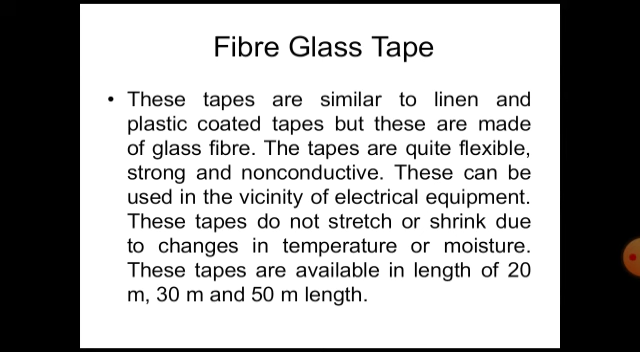 Fibre Glass Tape
• These tapes are similar to linen and
plastic coated tapes but these are made
of glass fibre. The tapes are quite flexible,
strong and nonconductive. These can be
used in the vicinity of electrical equipment.
These tapes do not stretch or shrink due
to changes in temperature or moisture.
These tapes are available in length of 20
m, 30 m and 50 m length.